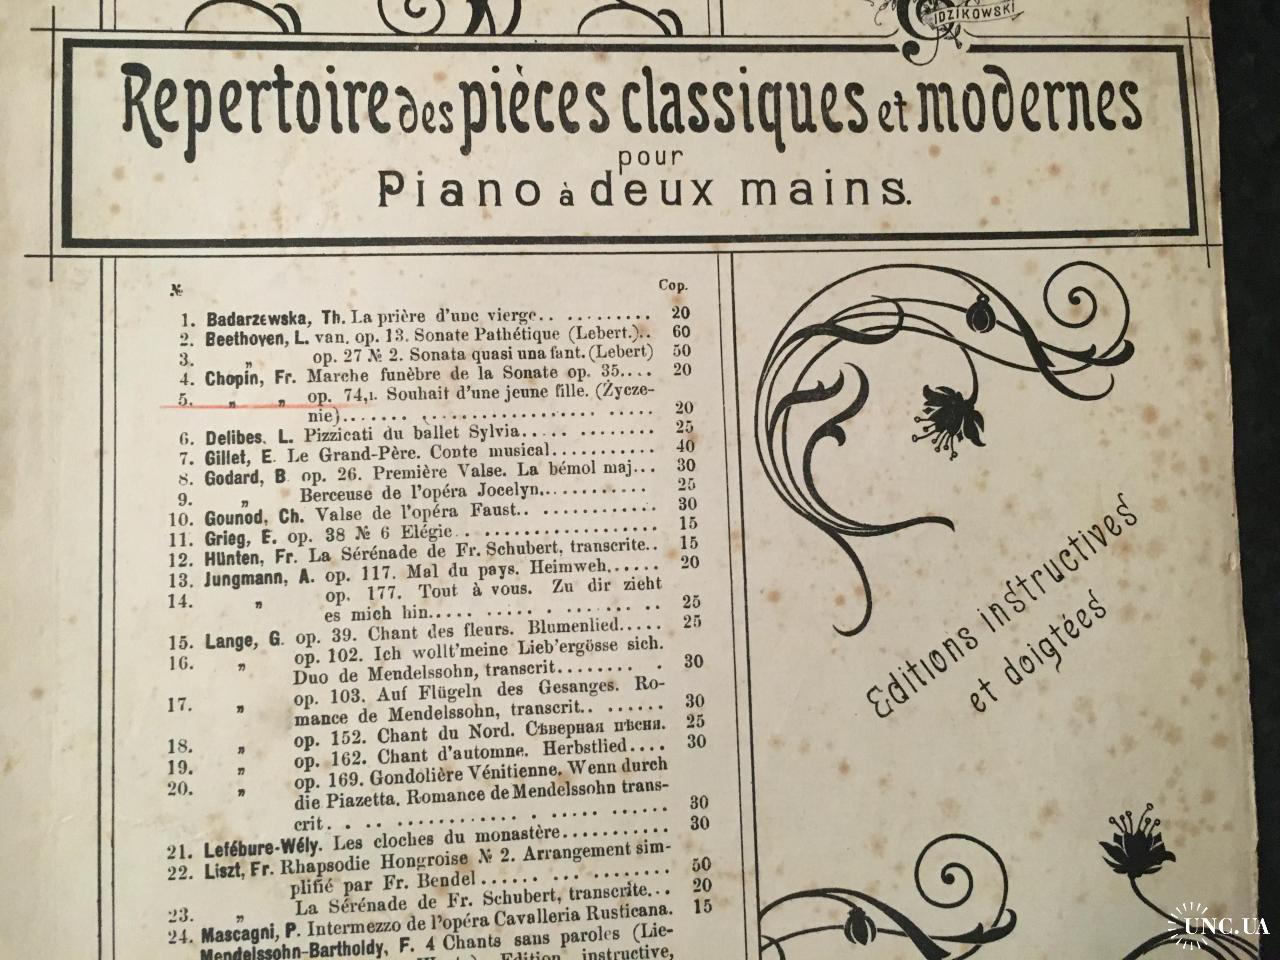 IDZIKOWSKI
Repertoire des pièces classiques et modernes
pour
Piano à deux mains.
№ Cop.
1. Badarzewska, Th. La prière d'une vierge.. .......... 20
2. Beethoven, L. van, op. 13. Sonate Pathétique (Lebert.).. 60
3. „ op. 27 № 2. Sonata quasi una fant. (Lebert) 50
4. Chopin, Fr. Marche funèbre de la Sonate op. 35.... 20
5. „ „ op. 74,1. Souhait d'une jeune fille. (Życze-
nie)....... 20
6. Delibes, L. Pizzicati du ballet Sylvia..... ......... 25
7. Gillet, E. Le Grand-Père. Conte musical........... 40
8. Godard, B. op. 26. Première Valse. La bémol maj... 30
9. „ Berceuse de l'opéra Jocelyn............. 25
10. Gounod, Ch. Valse de l'opéra Faust.. ............ 30
11. Grieg, E. op. 38 № 6 Elégie.. .............. 15
12. Hünten, Fr. La Sérénade de Fr. Schubert, transcrite.. 15
13. Jungmann, A. op. 117. Mal du pays. Heimweh...... 20
14. „ op. 177. Tout à vous. Zu dir zieht
es mich hin..... 25
15. Lange, G. op. 39. Chant des fleurs. Blumenlied..... 25
16. „ op. 102. Ich wollt'meine Lieb'ergösse sich.
Duo de Mendelssohn, transcrit........ . 30
17. „ op. 103. Auf Flügeln des Gesanges. Ro-
mance de Mendelssohn, transcrit.. ...... 30
18. „ op. 152. Chant du Nord. Сѣверная пѣсня. 25
19. „ op. 162. Chant d'automne. Herbstlied.... 30
20. „ op. 169. Gondolière Vénitienne. Wenn durch
die Piazetta. Romance de Mendelssohn trans-
crit. . . ............... 30
21. Lefébure-Wély. Les cloches du monastère........... 30
22. Liszt, Fr. Rhapsodie Hongroise № 2. Arrangement sim-
plifié par Fr. Bendel...... ........ 50
23. „ La Sérénade de Fr. Schubert, transcrite... 20
24. Mascagni, P. Intermezzo de l'opéra Cavalleria Rusticana. 15
Mendelssohn-Bartholdy, F. 4 Chants sans paroles (Lie-
Edition instructive,
Editions instructives
et doigtées
UNC.UA